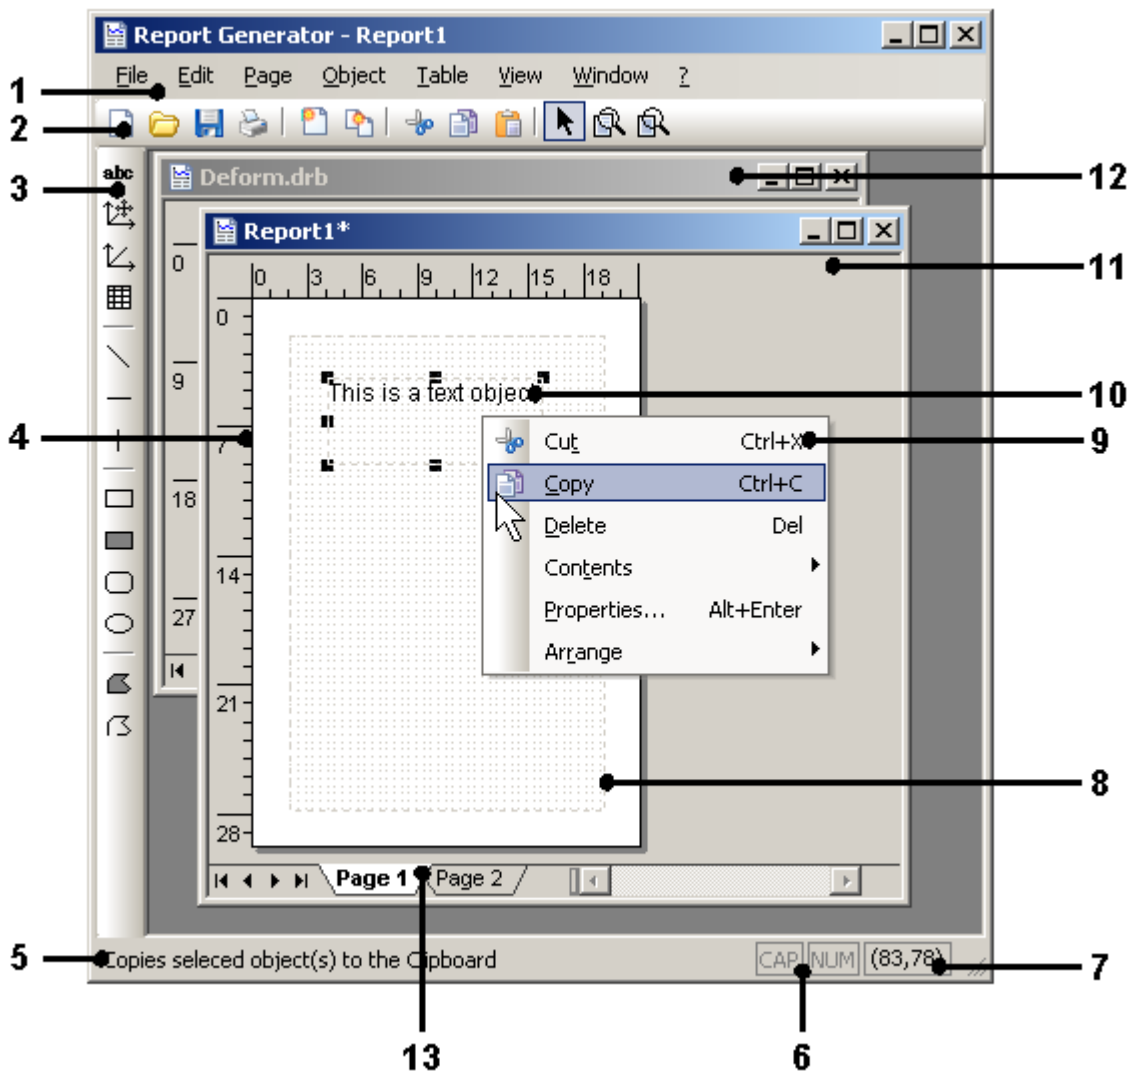 Report Generator - Report1
File Edit Page Object Table View Window ?
1
2
abc
3
Deform.drb
12
Report1*
11
0
0 3 6 9 12 15 18
0
9
This is a text object
10
4
7
Cut Ctrl+X
9
18
Copy Ctrl+C
Delete Del
14
Contents
27
Properties... Alt+Enter
Arrange
21
8
28
Page 1 Page 2
5
Copies seleced object(s) to the Clipboard
CAP NUM (83,78)
7
13
6